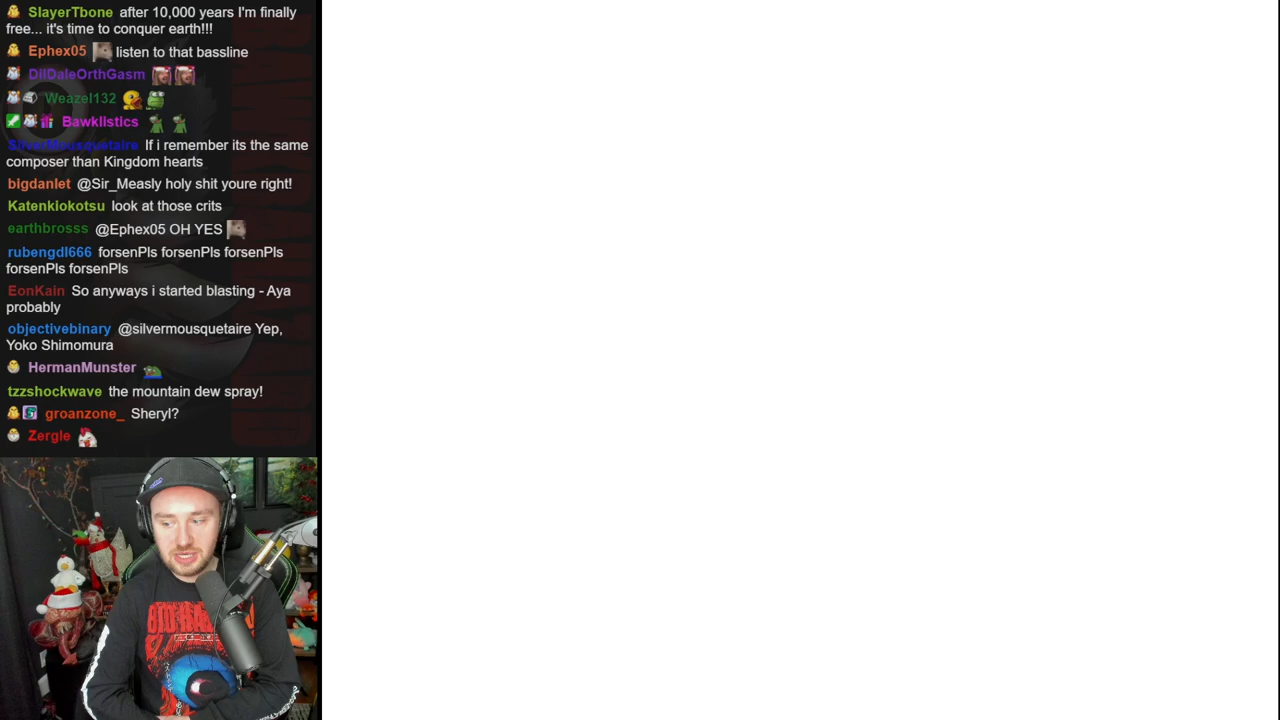 SlayerTbone after 10,000 years I'm finally
free... it's time to conquer earth!!!
Ephex05 listen to that bassline
DilDaleOrthGasm
Weazel132
Bawklistics
SilverMousquetaire If i remember its the same
composer than Kingdom hearts
bigdanlet @Sir_Measly holy shit youre right!
Katenkiokotsu look at those crits
earthbrosss @Ephex05 OH YES
rubengdl666 forsenPls forsenPls forsenPls
forsenPls forsenPls
EonKain So anyways i started blasting - Aya
probably
objectivebinary @silvermousquetaire Yep,
Yoko Shimomura
HermanMunster
tzzshockwave the mountain dew spray!
groanzone_ Sheryl?
Zergle